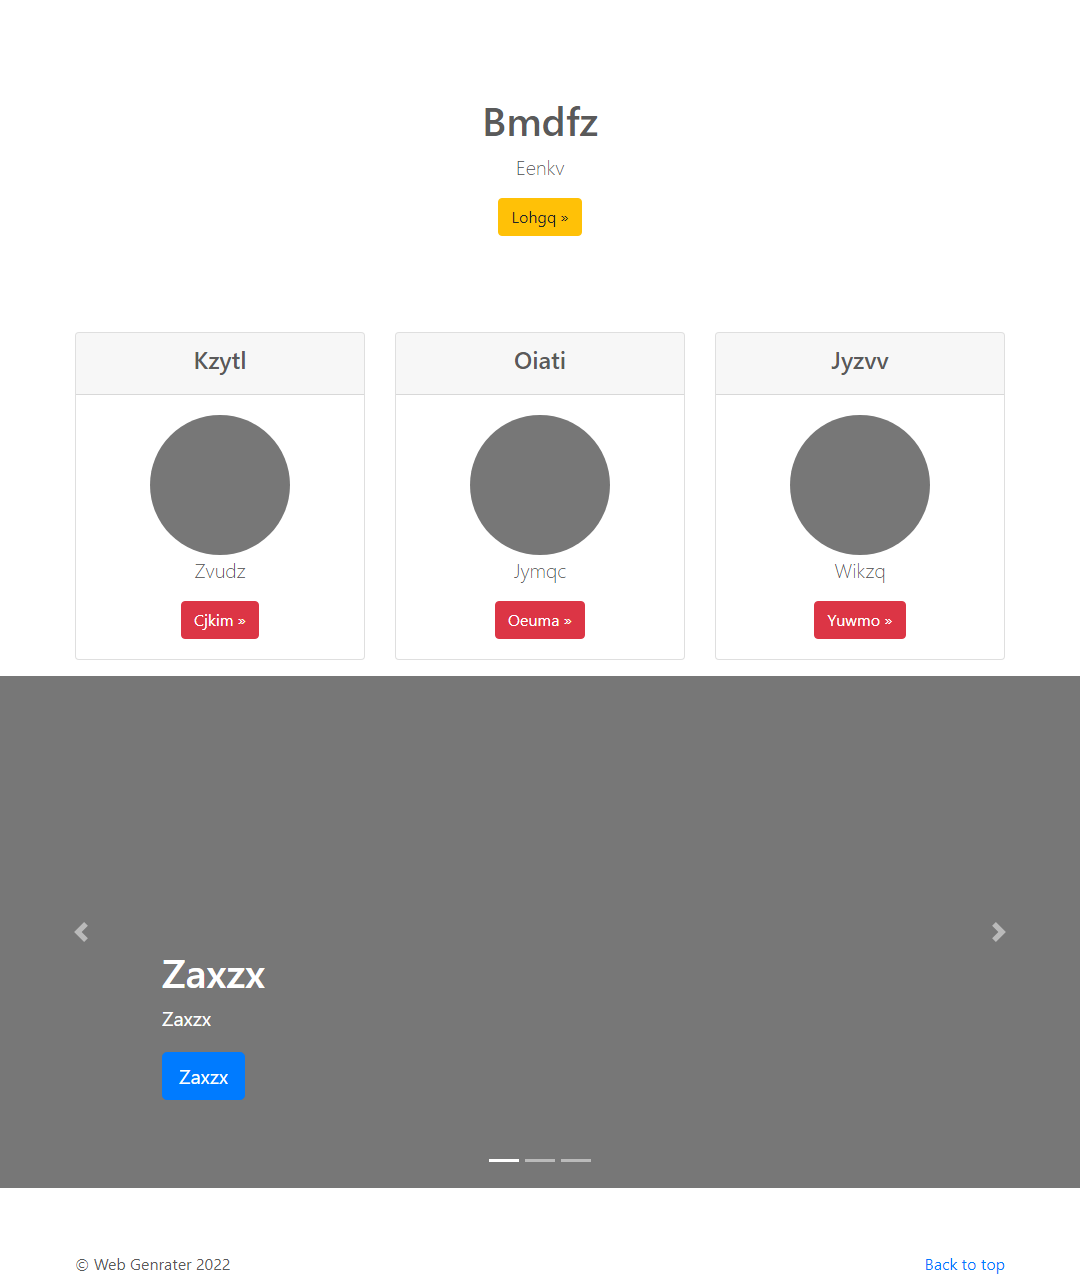 Bmdfz
Eenkv
Lohgq »
Kzytl
Oiati
Jyzvv
Zvudz
Jymqc
Wikzq
Cjkim »
Oeuma »
Yuwmo »
Zaxzx
Zaxzx
Zaxzx
© Web Genrater 2022
Back to top